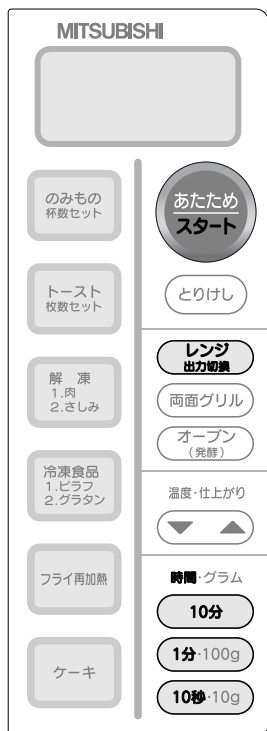 MITSUBISHI
のみもの
杯数セット
トースト
枚数セット
解 凍
1.肉
2.さしみ
冷凍食品
1.ピラフ
2.グラタン
フライ再加熱
ケーキ
あたため
スタート
とりけし
レンジ
出力切換
両面グリル
オーブン
(発酵)
温度・仕上がり
時間・グラム
10分
1分・100g
10秒・10g